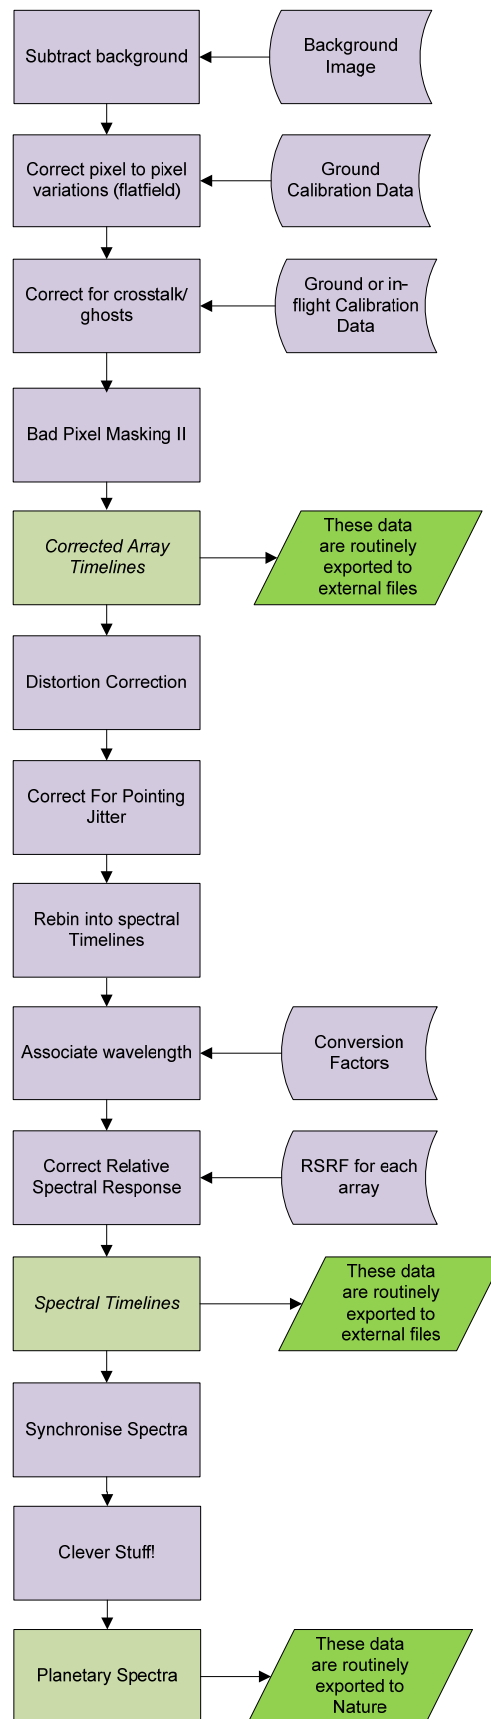 Subtract background
Background
Image
Correct pixel to pixel
variations (flatfield)
Ground
Calibration Data
Correct for crosstalk/
ghosts
Ground or in-
flight Calibration
Data
Bad Pixel Masking II
Corrected Array
Timelines
These data
are routinely
exported to
external files
Distortion Correction
Correct For Pointing
Jitter
Rebin into spectral
Timelines
Associate wavelength
Conversion
Factors
Correct Relative
Spectral Response
RSRF for each
array
Spectral Timelines
These data
are routinely
exported to
external files
Synchronise Spectra
Clever Stuff!
Planetary Spectra
These data
are routinely
exported to
Nature